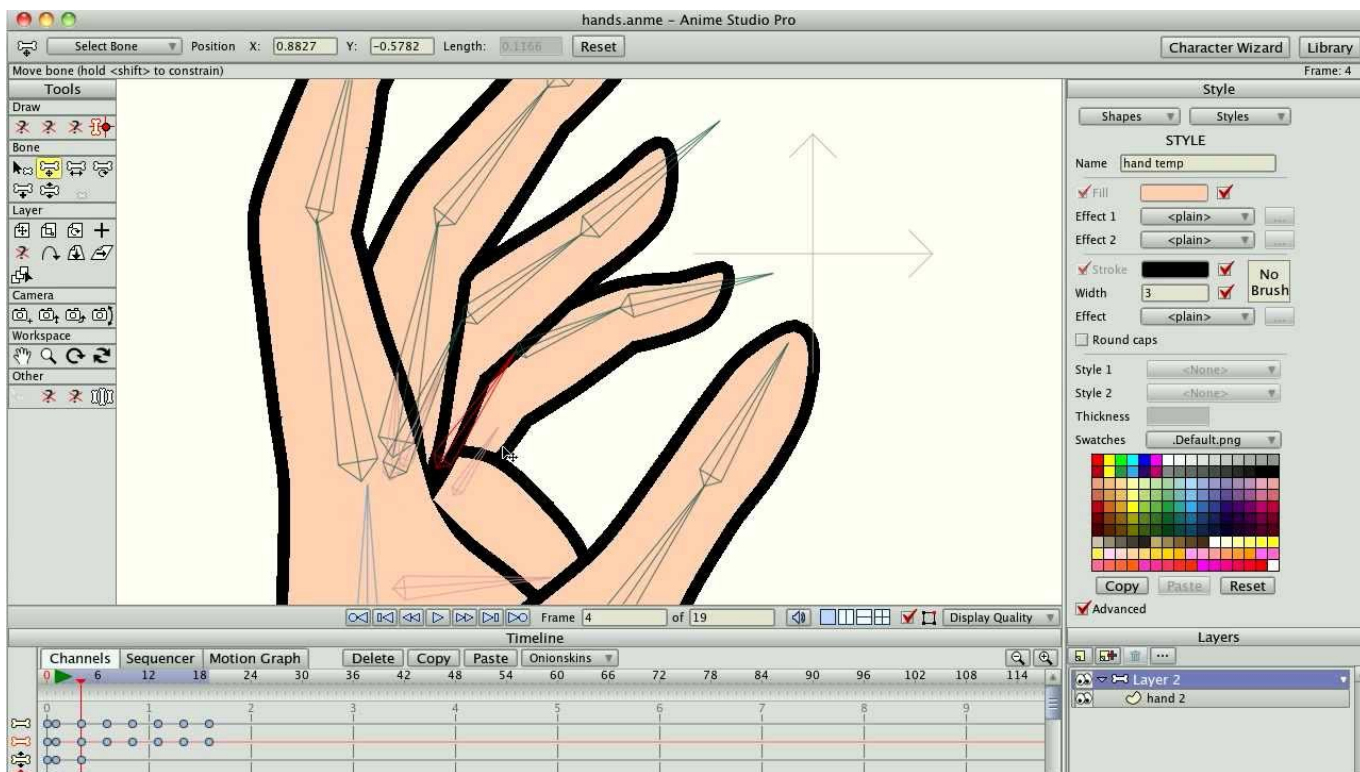 hands.anme – Anime Studio Pro
Select Bone Position X: 0.8827 Y: -0.5782 Length: 0.1166 Reset Character Wizard Library
Move bone (hold <shift> to constrain) Frame: 4
Tools
Draw
Bone
Layer
Camera
Workspace
Other
Style
Shapes Styles
STYLE
Name hand temp
Fill
Effect 1 <plain> ...
Effect 2 <plain> ...
Stroke No
Width 3 Brush
Effect <plain> ...
Round caps
Style 1 <None>
Style 2 <None>
Thickness
Swatches .Default.png
Copy Paste Reset
Advanced
Frame 4 of 19 Display Quality
Timeline
Channels Sequencer Motion Graph Delete Copy Paste Onionskins
0 6 12 18 24 30 36 42 48 54 60 66 72 78 84 90 96 102 108 114
0 1 2 3 4 5 6 7 8 9
Layers
...
Layer 2
hand 2